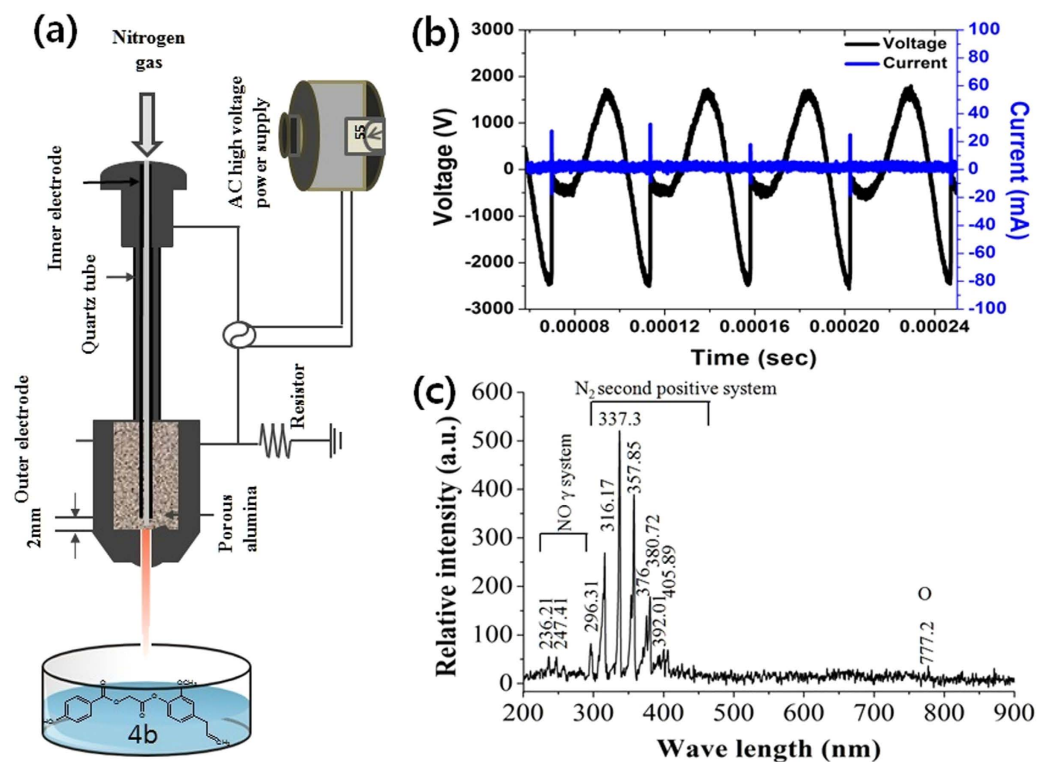 (a)
Nitrogen
gas
AC high voltage
power supply
55
Inner electrode
Quartz tube
Outer electrode
2mm
Resistor
Porous
alumina
OCH₃
O
O
O
O
HO
CH₂
4b
(b)
Voltage
Current
3000
2000
1000
0
-1000
-2000
-3000
Voltage (V)
100
80
60
40
20
0
-20
-40
-60
-80
-100
Current (mA)
0.00008
0.00012
0.00016
0.00020
0.00024
Time (sec)
(c)
N₂ second positive system
NO γ system
236.21
247.41
296.31
316.17
337.3
357.85
376
380.72
392.01
405.89
O
777.2
600
500
400
300
200
100
0
Relative intensity (a.u.)
200
300
400
500
600
700
800
900
Wave length (nm)